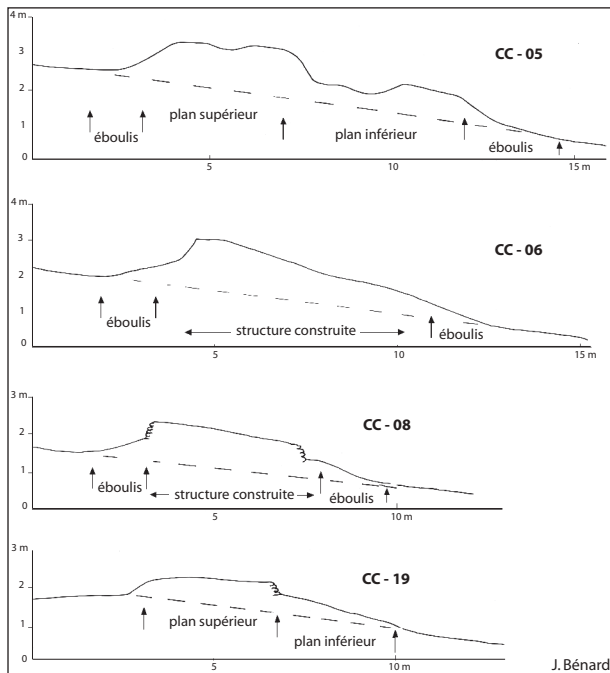 4 m
CC - 05
3
2
plan supérieur
1
éboulis
plan inférieur
éboulis
0
5
10
15 m
4 m
3
CC - 06
2
1
éboulis
structure construite
éboulis
0
5
10
15 m
3 m
CC - 08
2
1
éboulis
structure construite
éboulis
0
5
10 m
3 m
CC - 19
2
1
plan supérieur
plan inférieur
0
5
10 m
J. Bénard